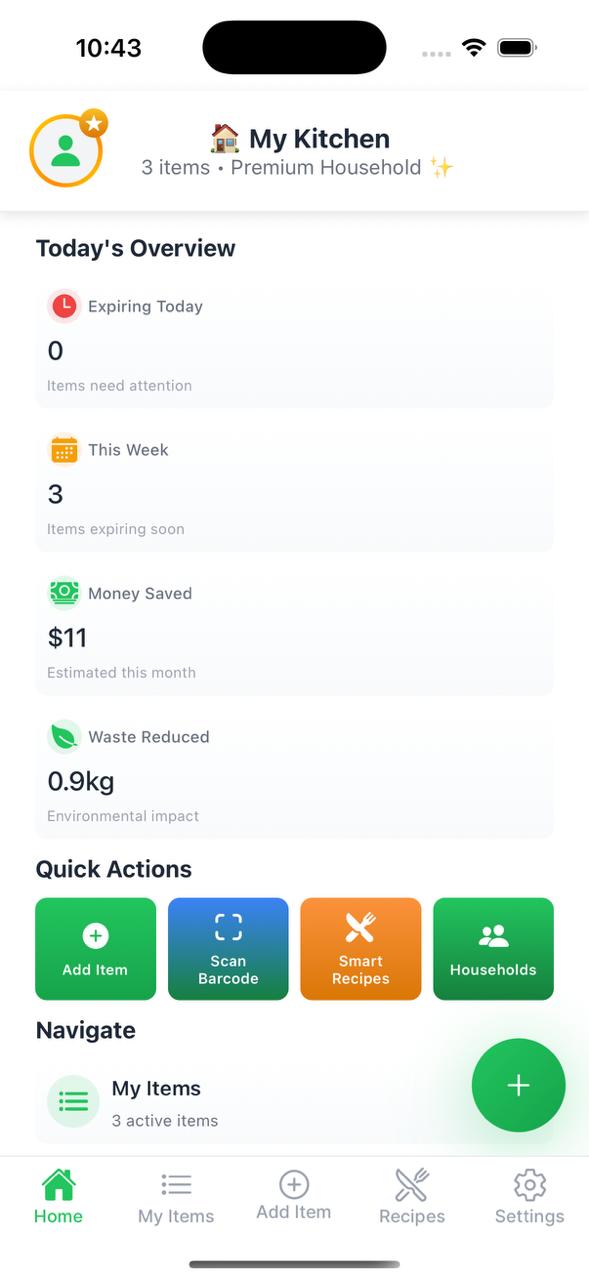 10:43
🏠 My Kitchen
3 items • Premium Household ✨
Today's Overview
Expiring Today
0
Items need attention
This Week
3
Items expiring soon
Money Saved
$11
Estimated this month
Waste Reduced
0.9kg
Environmental impact
Quick Actions
Add Item
Scan
Barcode
Smart
Recipes
Households
Navigate
My Items
3 active items
Home
My Items
Add Item
Recipes
Settings